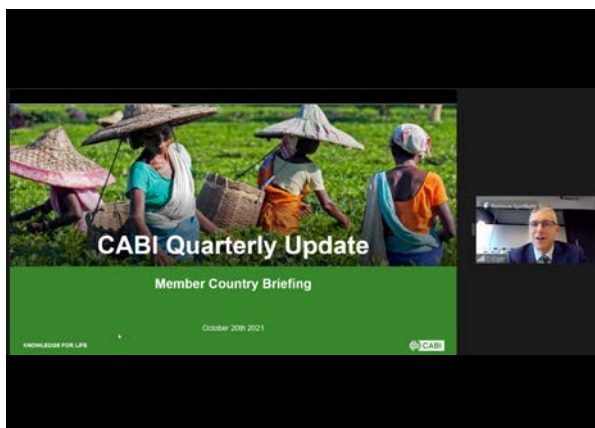 CABI Quarterly Update
Member Country Briefing
October 20th 2021
KNOWLEDGE FOR LIFE
CABI